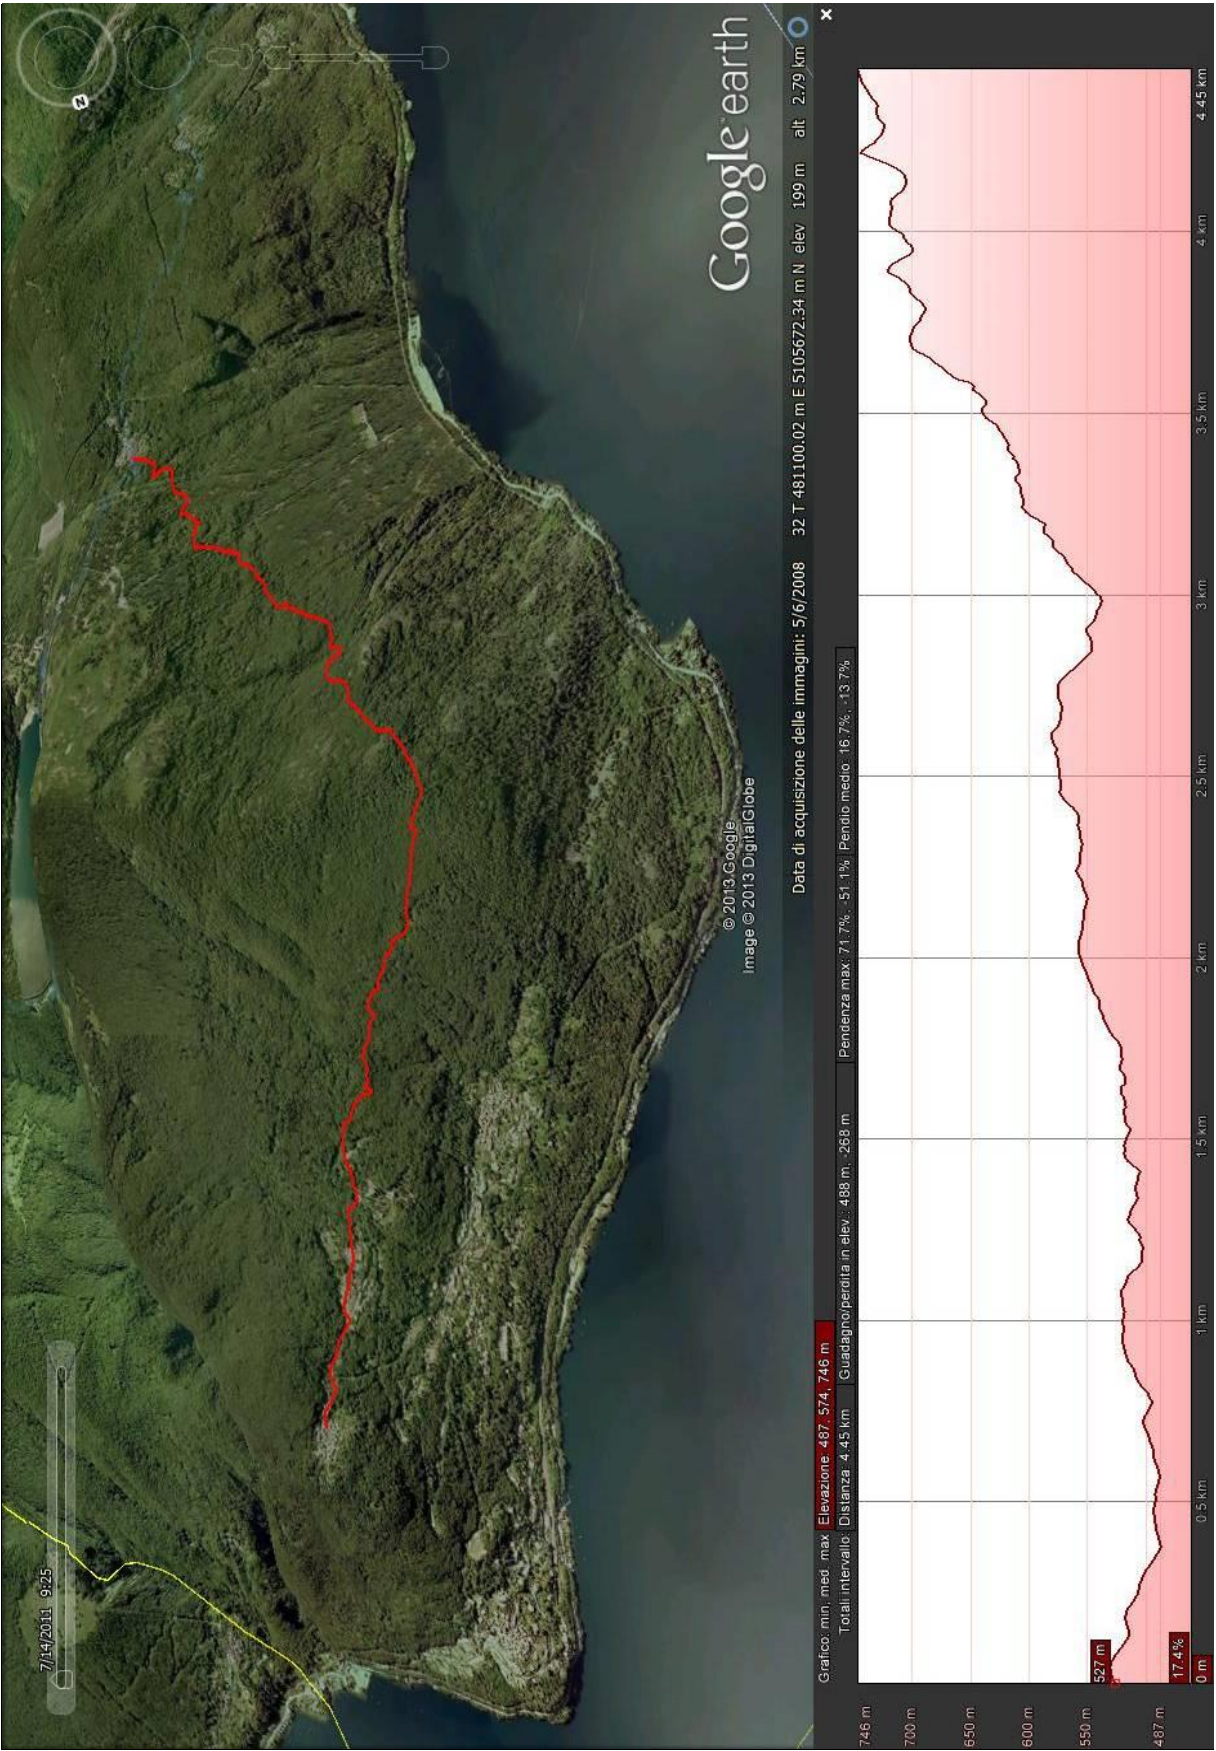 7/14/2011 9:25
N
© 2013 Google
Image © 2013 DigitalGlobe
Google earth
Data di acquisizione delle immagini: 5/6/2008 32 T 481100.02 m E 5105672.34 m N elev 199 m alt 2.79 km
Grafico: min, med, max Elevazione: 487, 574, 746 m
Totali intervallo: Distanza: 4.45 km Guadagno/perdita in elev.: 488 m, -268 m Pendenza max: 71.7%, -51.1% Pendio medio: 16.7%, -13.7%
746 m
700 m
650 m
600 m
550 m
487 m
527 m
17.4%
0 m 0.5 km 1 km 1.5 km 2 km 2.5 km 3 km 3.5 km 4 km 4.45 km